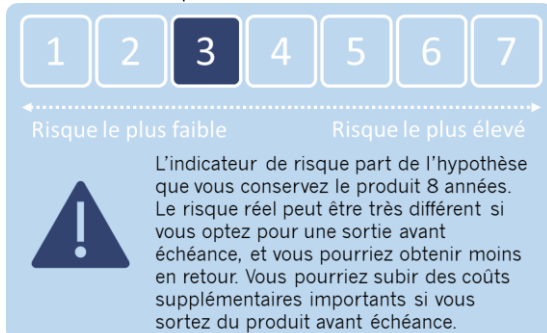 1 2 3 4 5 6 7
Risque le plus faible Risque le plus élevé
L'indicateur de risque part de l'hypothèse
que vous conservez le produit 8 années.
Le risque réel peut être très différent si
vous optez pour une sortie avant
échéance, et vous pourriez obtenir moins
en retour. Vous pourriez subir des coûts
supplémentaires importants si vous
sortez du produit avant échéance.